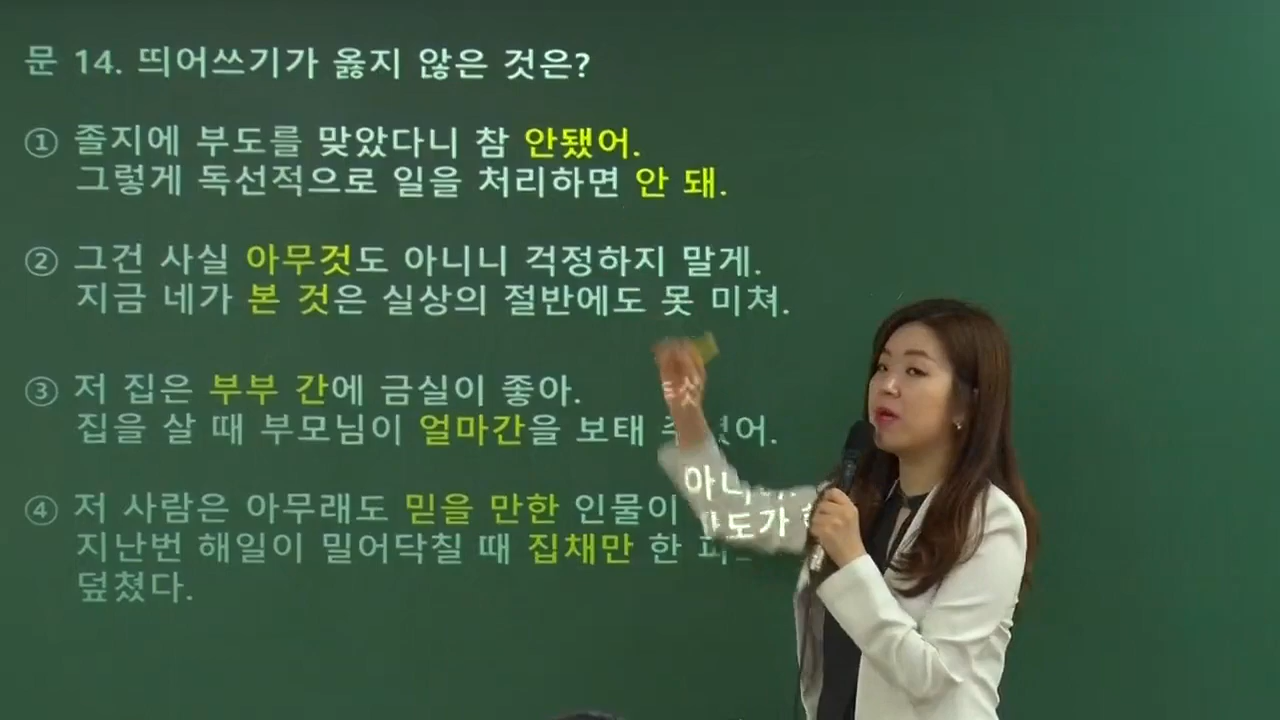 문 14. 띄어쓰기가 옳지 않은 것은?
① 졸지에 부도를 맞았다니 참 안됐어.
그렇게 독선적으로 일을 처리하면 안 돼.
② 그건 사실 아무것도 아니니 걱정하지 말게.
지금 네가 본 것은 실상의 절반에도 못 미쳐.
③ 저 집은 부부 간에 금실이 좋아.
집을 살 때 부모님이 얼마간을 보태
④ 저 사람은 아무래도 믿을 만한 인물이
지난번 해일이 밀어닥칠 때 집채만 한
덮쳤다.